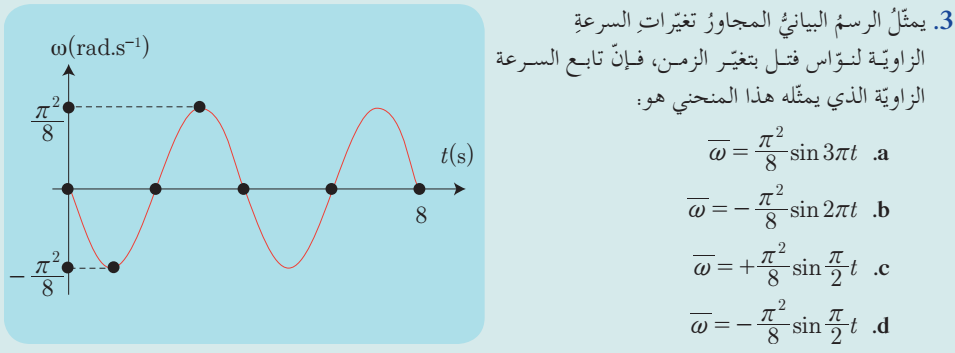 3. يمثّلُ الرسمُ البيانيُّ المجاورُ تغيّراتِ السرعةِ
الزاويّة لنوّاس فتل بتغيّر الزمن، فإنّ تابع السرعة
الزاويّة الذي يمثّله هذا المنحني هو:
a. ω̅ = π²/8 sin 3πt
b. ω̅ = − π²/8 sin 2πt
c. ω̅ = + π²/8 sin π/2 t
d. ω̅ = − π²/8 sin π/2 t
ω(rad.s⁻¹)
π²/8
t(s)
8
− π²/8